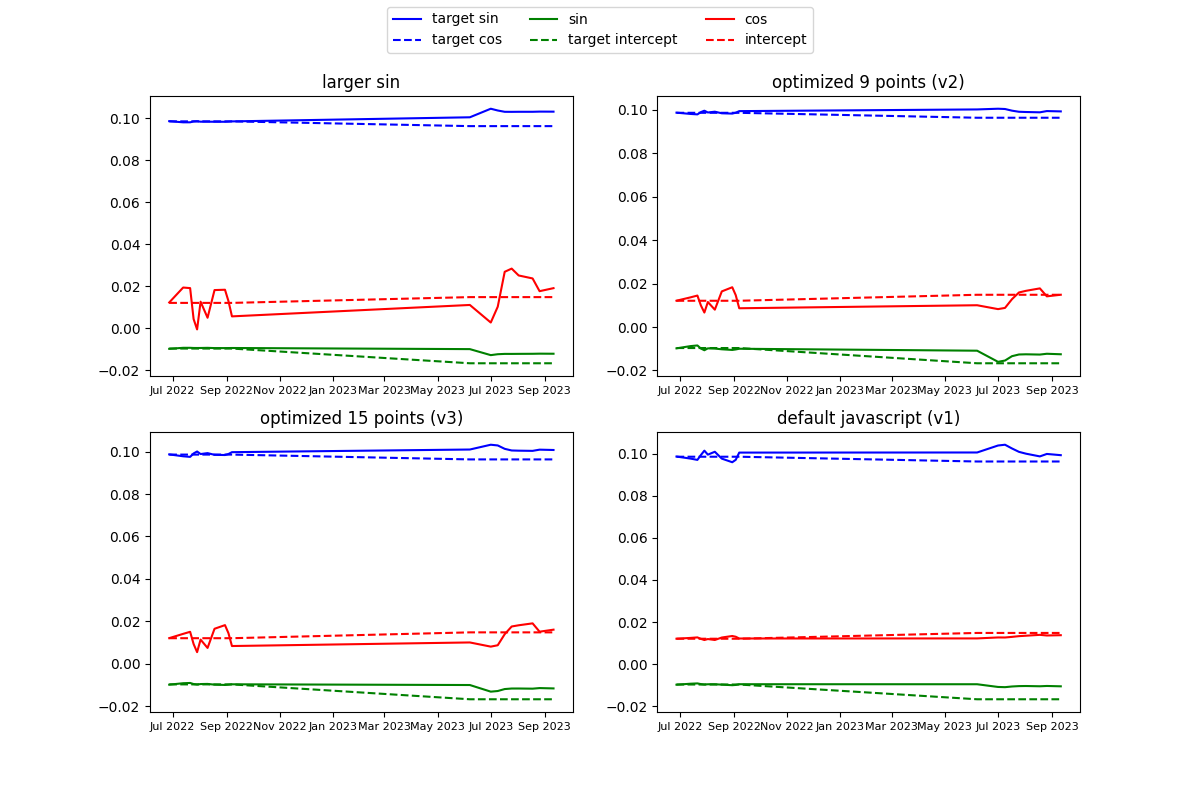 target sin sin cos
target cos target intercept intercept
larger sin
0.10
0.08
0.06
0.04
0.02
0.00
−0.02
Jul 2022 Sep 2022 Nov 2022 Jan 2023 Mar 2023 May 2023 Jul 2023 Sep 2023
optimized 9 points (v2)
0.10
0.08
0.06
0.04
0.02
0.00
−0.02
Jul 2022 Sep 2022 Nov 2022 Jan 2023 Mar 2023 May 2023 Jul 2023 Sep 2023
optimized 15 points (v3)
0.10
0.08
0.06
0.04
0.02
0.00
−0.02
Jul 2022 Sep 2022 Nov 2022 Jan 2023 Mar 2023 May 2023 Jul 2023 Sep 2023
default javascript (v1)
0.10
0.08
0.06
0.04
0.02
0.00
−0.02
Jul 2022 Sep 2022 Nov 2022 Jan 2023 Mar 2023 May 2023 Jul 2023 Sep 2023